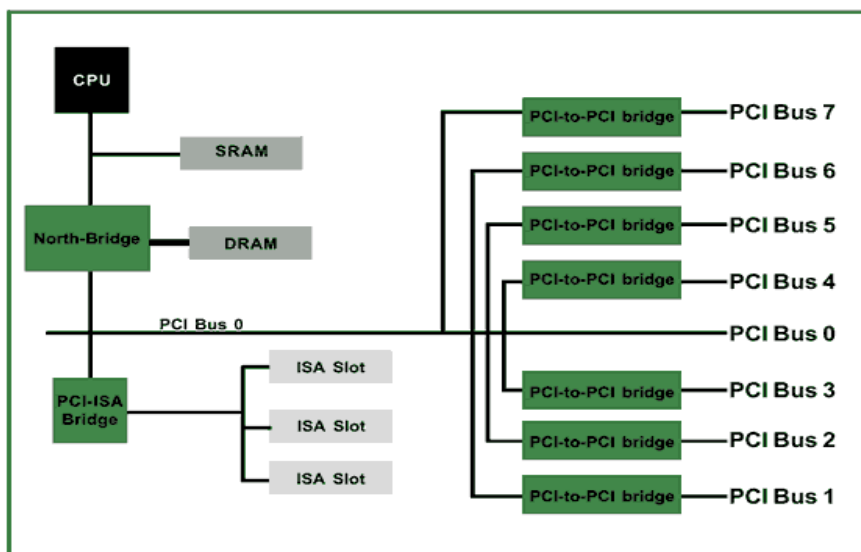 CPU
SRAM
North-Bridge
DRAM
PCI Bus 0
PCI-ISA
Bridge
ISA Slot
ISA Slot
ISA Slot
PCI-to-PCI bridge
PCI Bus 7
PCI-to-PCI bridge
PCI Bus 6
PCI-to-PCI bridge
PCI Bus 5
PCI-to-PCI bridge
PCI Bus 4
PCI Bus 0
PCI-to-PCI bridge
PCI Bus 3
PCI-to-PCI bridge
PCI Bus 2
PCI-to-PCI bridge
PCI Bus 1